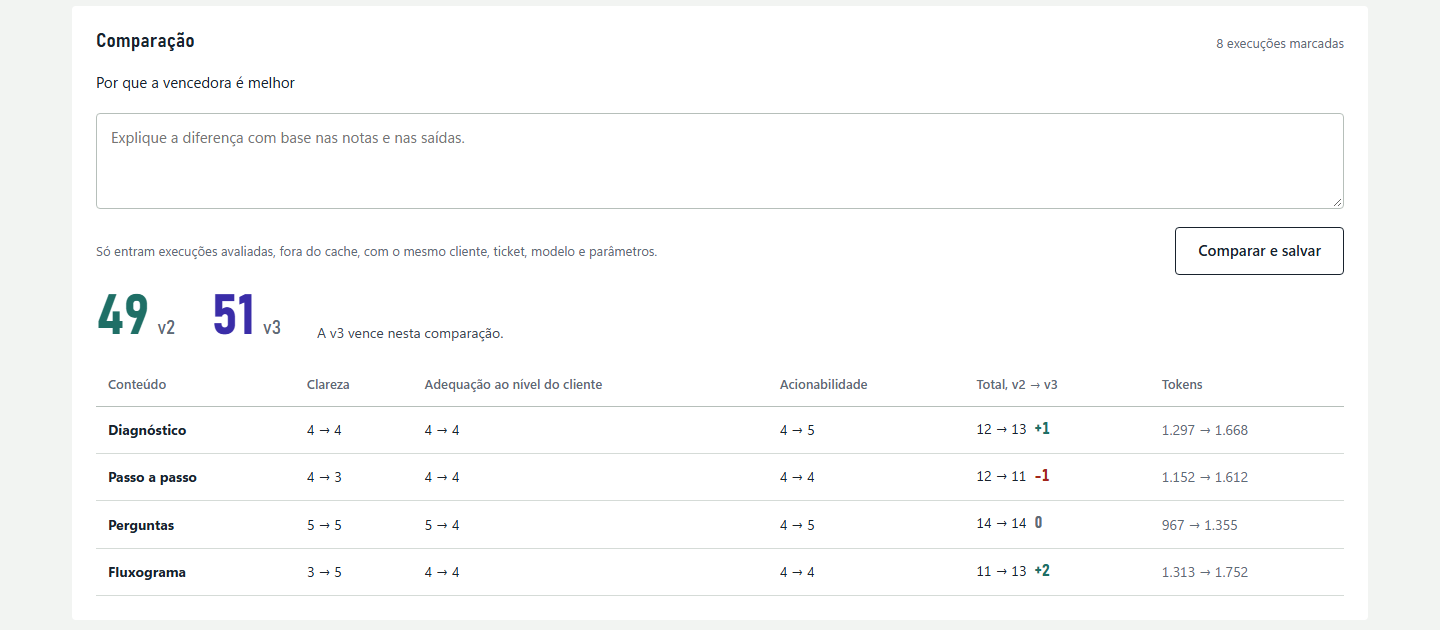 Comparação
8 execuções marcadas
Por que a vencedora é melhor
Explique a diferença com base nas notas e nas saídas.
Só entram execuções avaliadas, fora do cache, com o mesmo cliente, ticket, modelo e parâmetros.
Comparar e salvar
49 v2 51 v3 A v3 vence nesta comparação.
Conteúdo Clareza Adequação ao nível do cliente Acionabilidade Total, v2 → v3 Tokens
Diagnóstico 4 → 4 4 → 4 4 → 5 12 → 13 +1 1.297 → 1.668
Passo a passo 4 → 3 4 → 4 4 → 4 12 → 11 -1 1.152 → 1.612
Perguntas 5 → 5 5 → 4 4 → 5 14 → 14 0 967 → 1.355
Fluxograma 3 → 5 4 → 4 4 → 4 11 → 13 +2 1.313 → 1.752